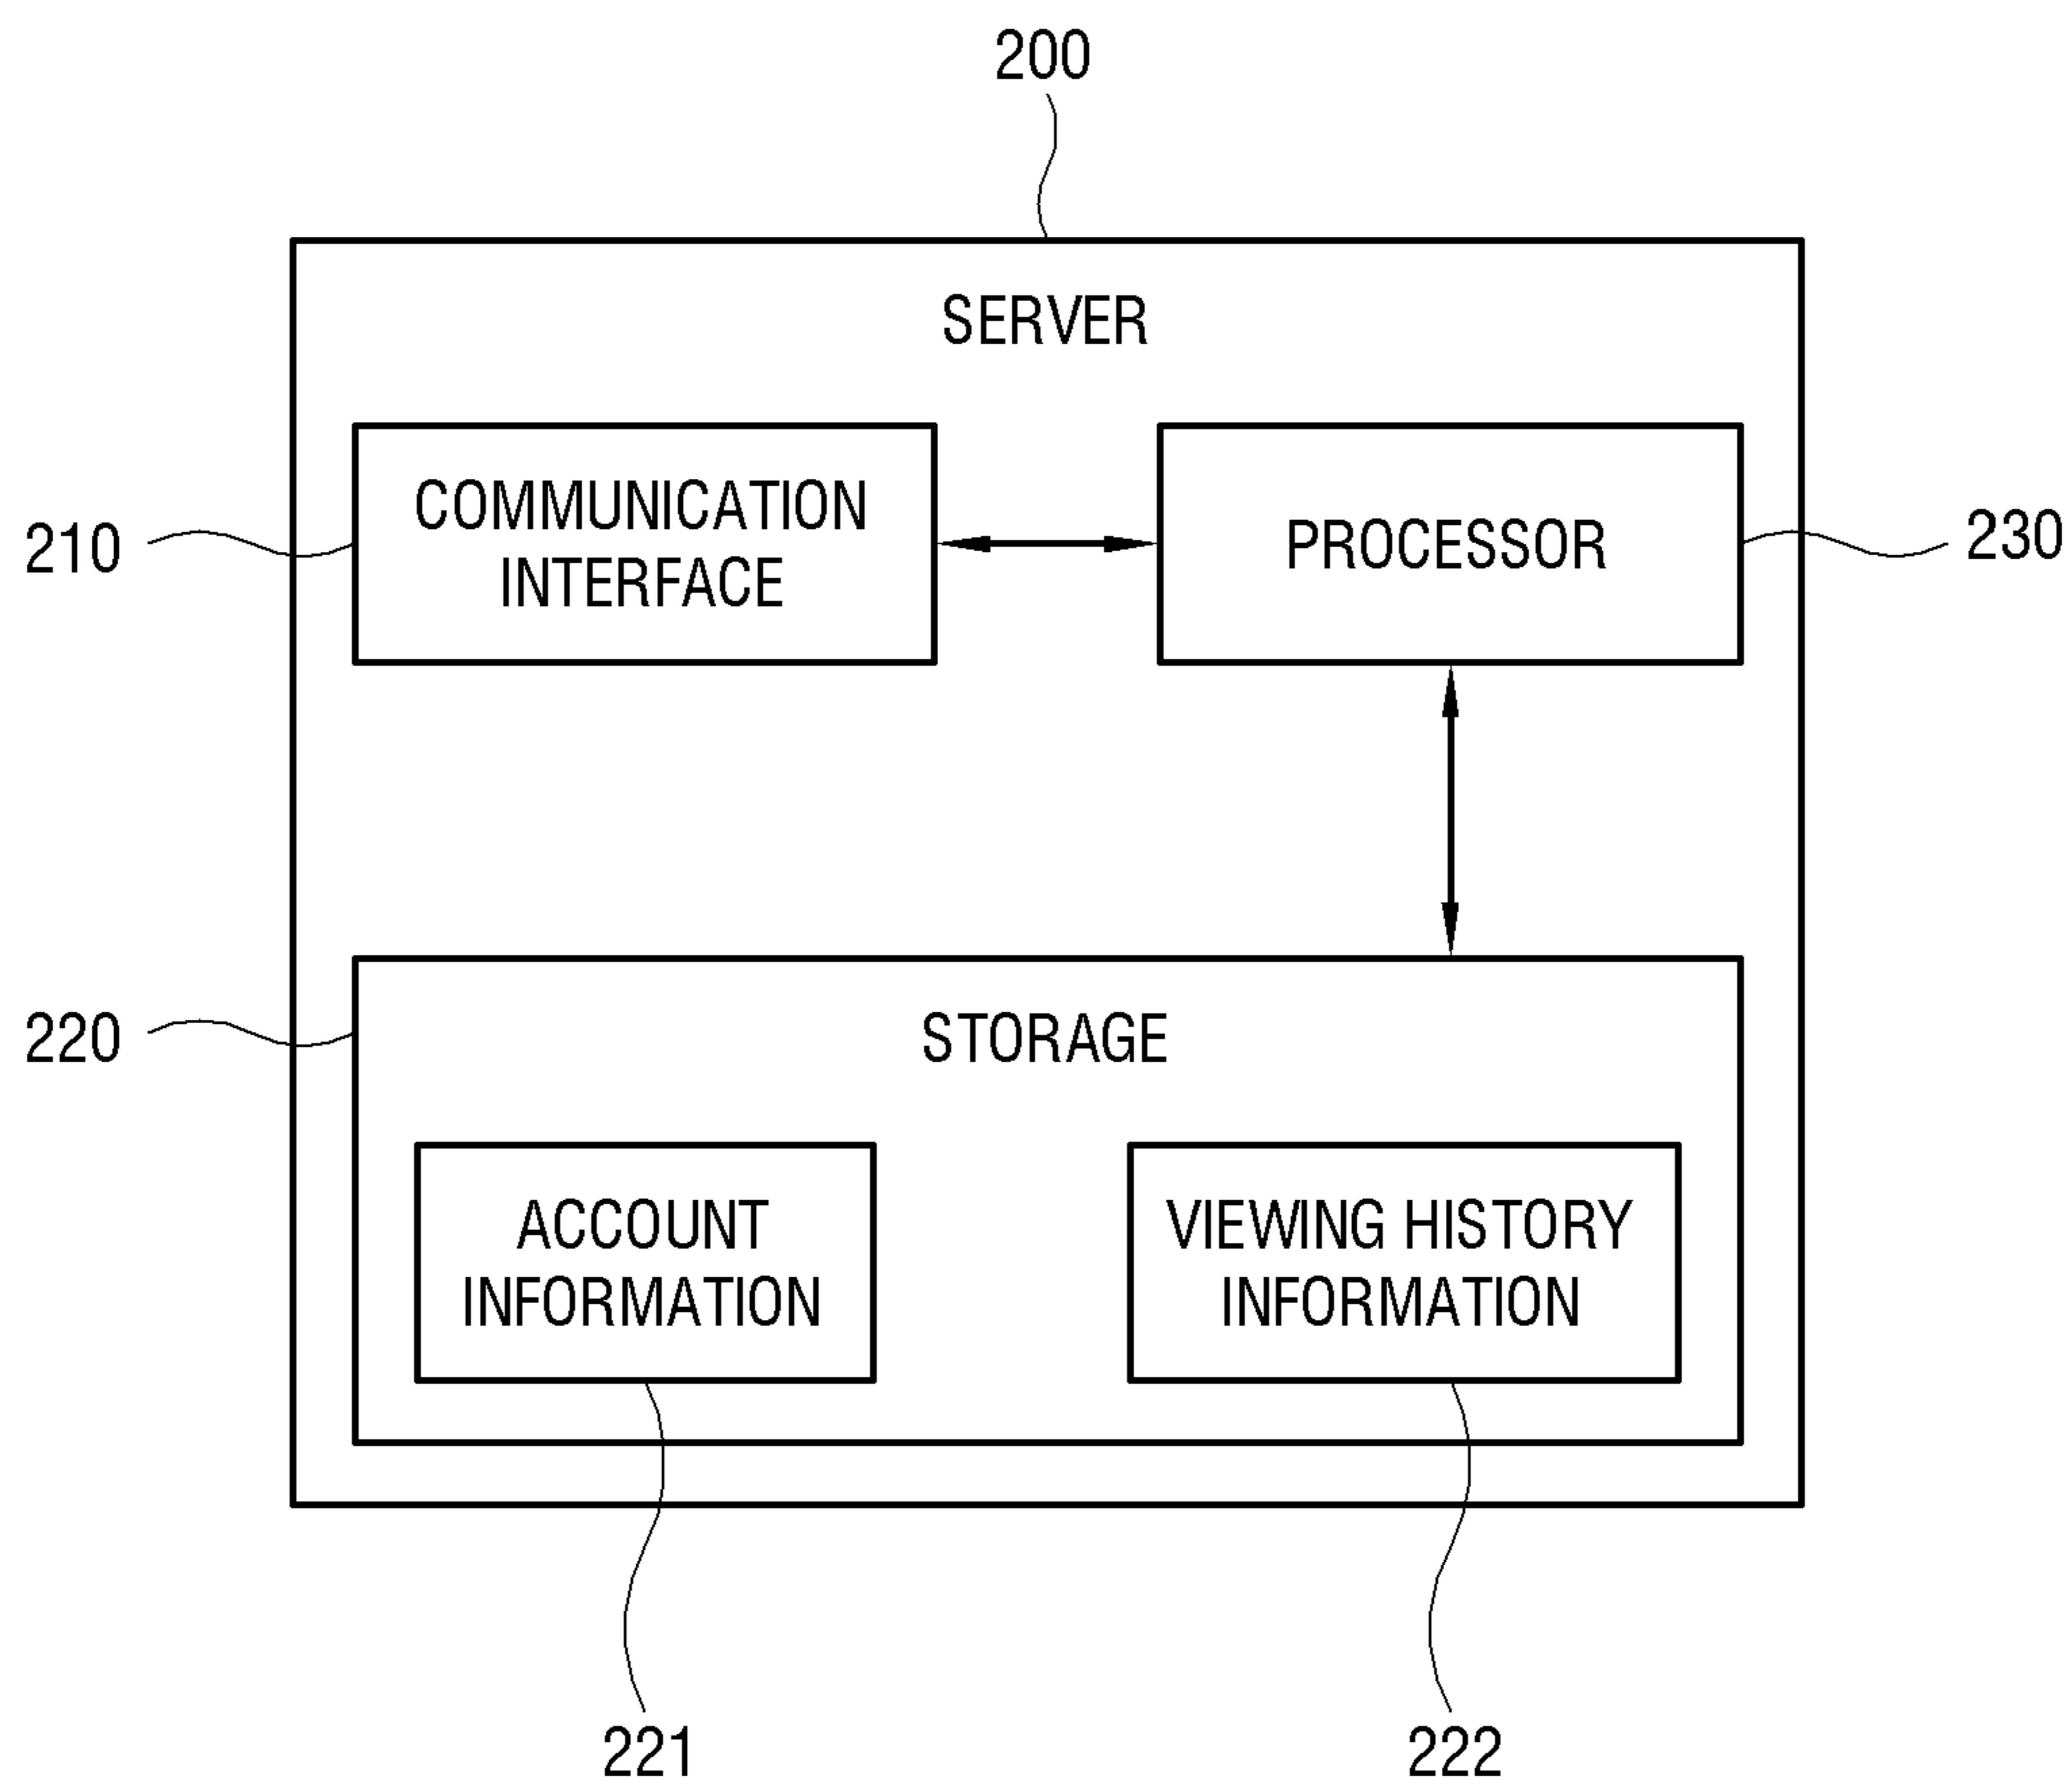 200
SERVER
COMMUNICATION
INTERFACE
PROCESSOR
210
230
STORAGE
220
ACCOUNT
INFORMATION
VIEWING HISTORY
INFORMATION
221
222